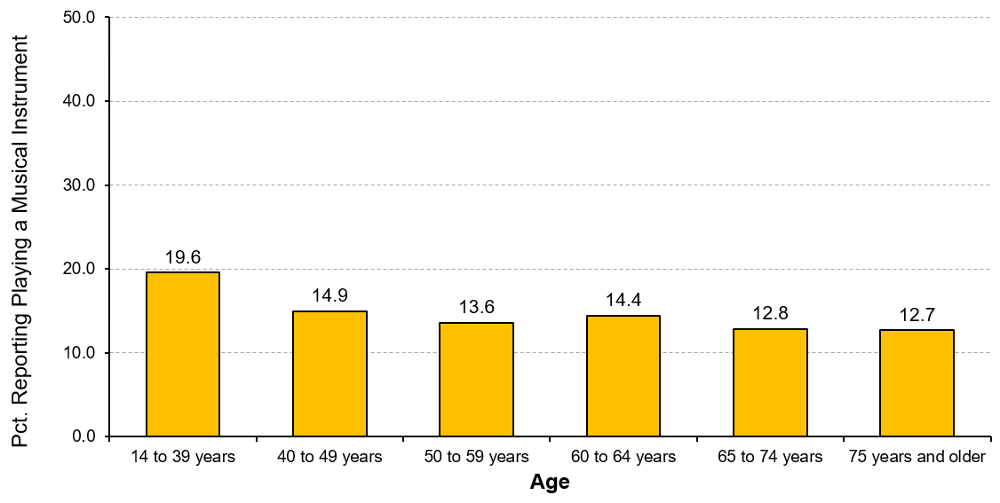 Pct. Reporting Playing a Musical Instrument
50.0
40.0
30.0
20.0
10.0
0.0
19.6
14.9
13.6
14.4
12.8
12.7
14 to 39 years
40 to 49 years
50 to 59 years
60 to 64 years
65 to 74 years
75 years and older
Age